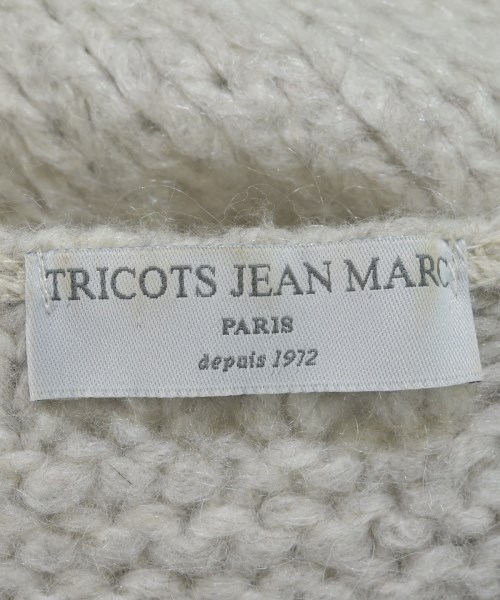 TRICOTS JEAN MARC
PARIS
depuis 1972